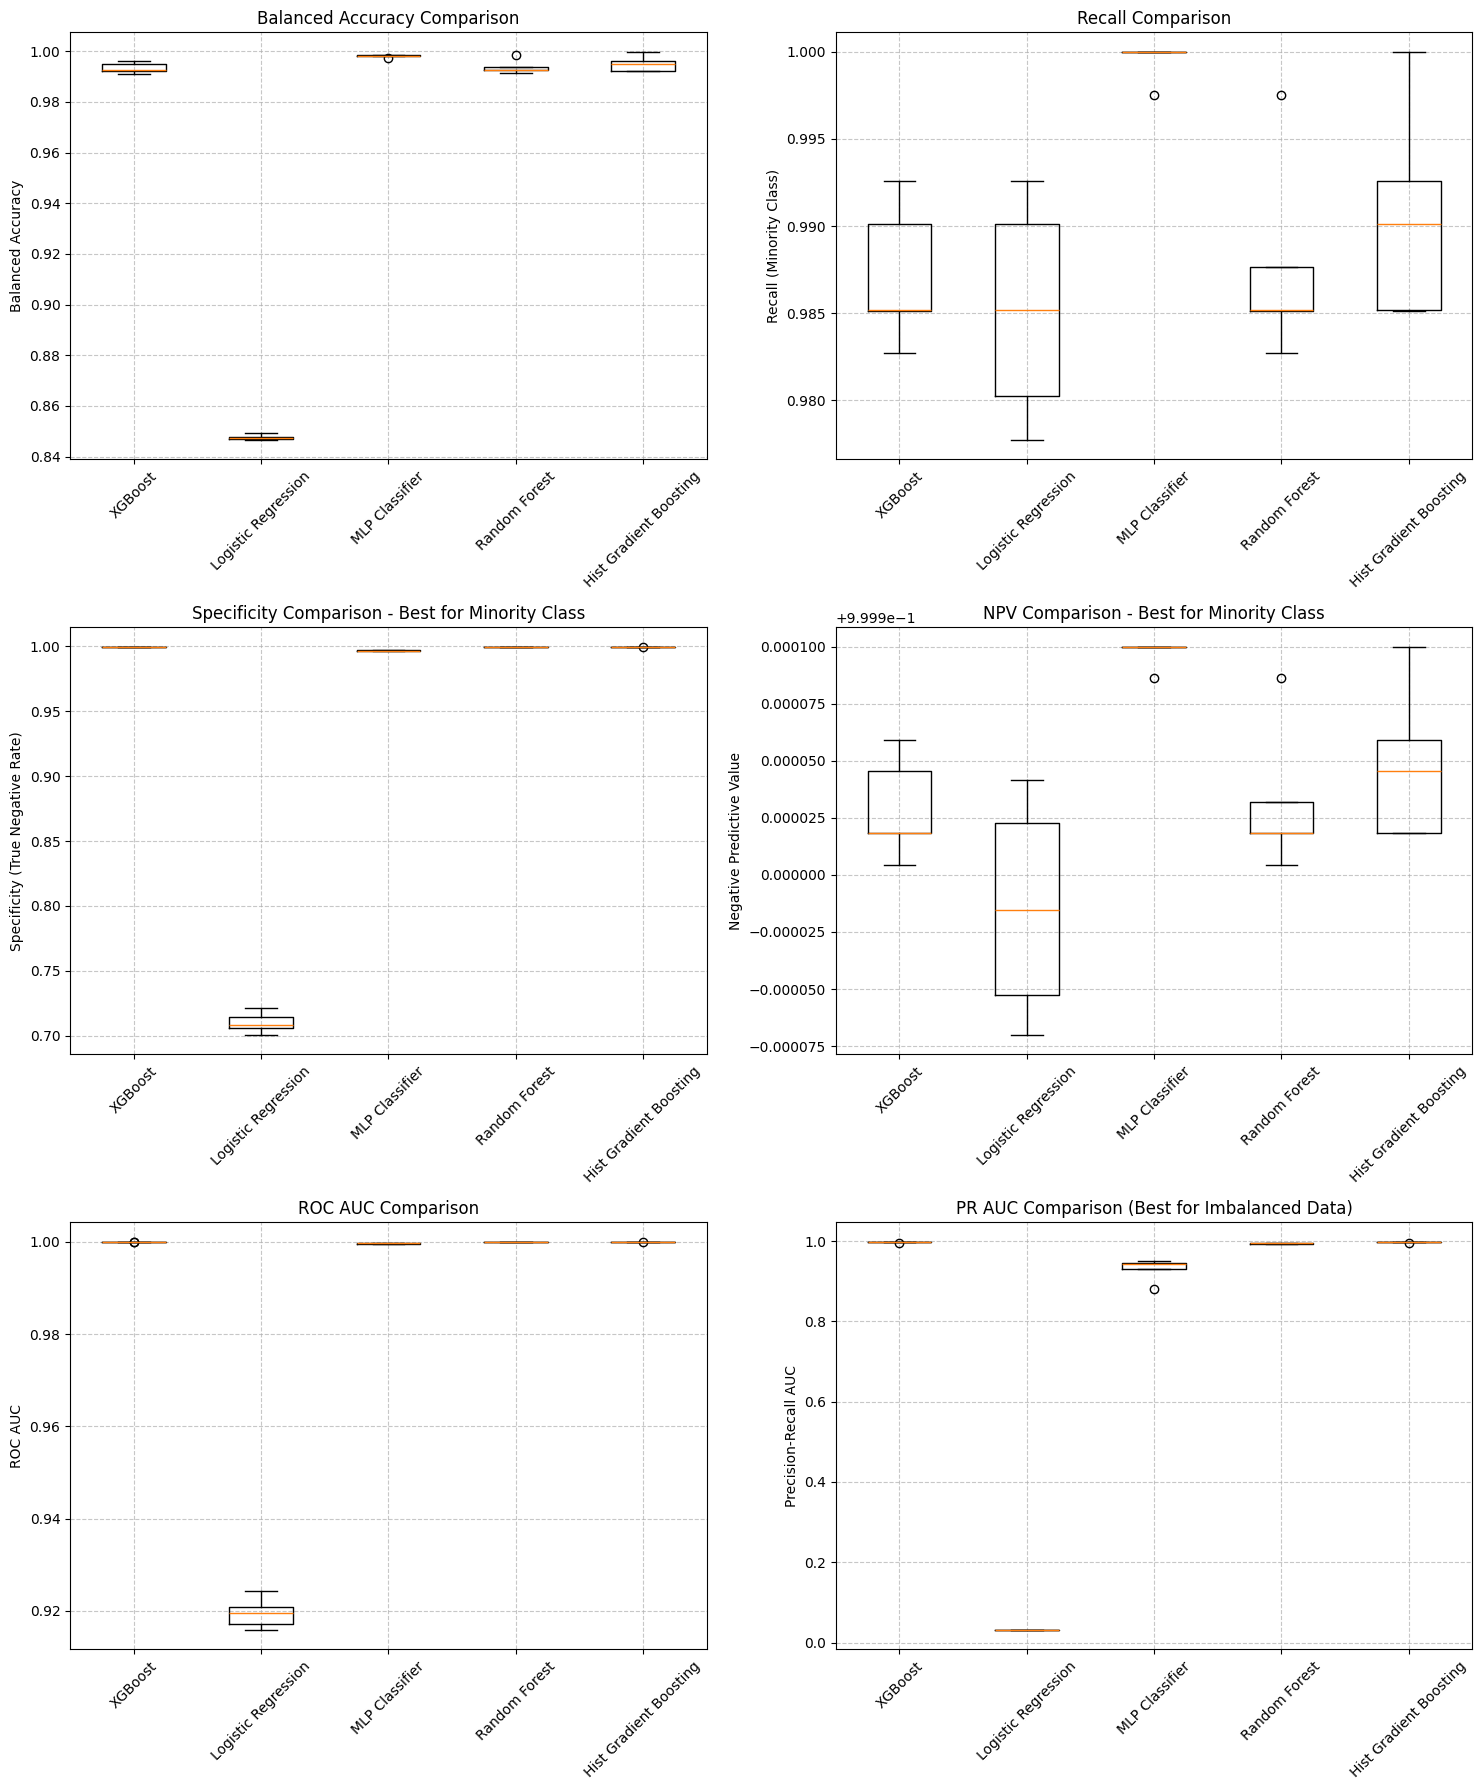 Balanced Accuracy Comparison
Balanced Accuracy
1.00
0.98
0.96
0.94
0.92
0.90
0.88
0.86
0.84
XGBoost
Logistic Regression
MLP Classifier
Random Forest
Hist Gradient Boosting
Recall Comparison
Recall (Minority Class)
1.000
0.995
0.990
0.985
0.980
XGBoost
Logistic Regression
MLP Classifier
Random Forest
Hist Gradient Boosting
Specificity Comparison - Best for Minority Class
Specificity (True Negative Rate)
1.00
0.95
0.90
0.85
0.80
0.75
0.70
XGBoost
Logistic Regression
MLP Classifier
Random Forest
Hist Gradient Boosting
NPV Comparison - Best for Minority Class
+9.999e−1
Negative Predictive Value
0.000100
0.000075
0.000050
0.000025
0.000000
−0.000025
−0.000050
−0.000075
XGBoost
Logistic Regression
MLP Classifier
Random Forest
Hist Gradient Boosting
ROC AUC Comparison
ROC AUC
1.00
0.98
0.96
0.94
0.92
XGBoost
Logistic Regression
MLP Classifier
Random Forest
Hist Gradient Boosting
PR AUC Comparison (Best for Imbalanced Data)
Precision-Recall AUC
1.0
0.8
0.6
0.4
0.2
0.0
XGBoost
Logistic Regression
MLP Classifier
Random Forest
Hist Gradient Boosting